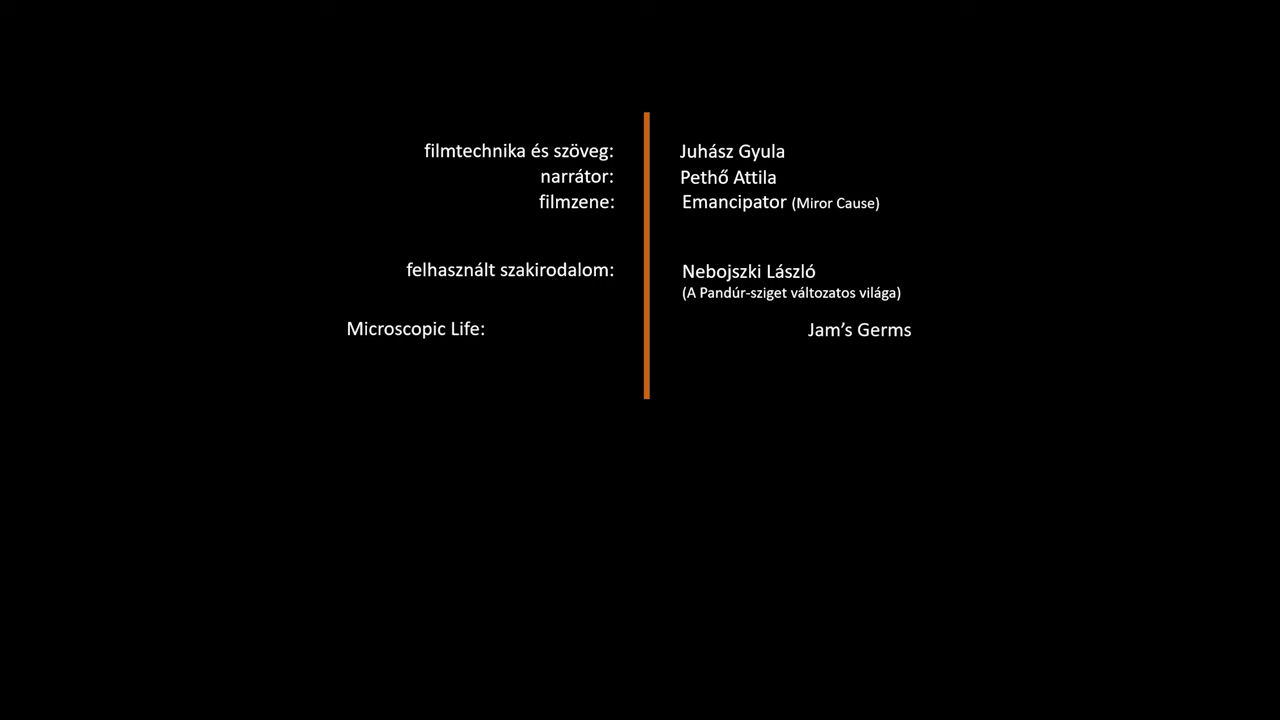 filmtechnika és szöveg: Juhász Gyula
narrátor: Pethő Attila
filmzene: Emancipator (Miror Cause)
felhasznált szakirodalom: Nebojszki László
(A Pandúr-sziget változatos világa)
Microscopic Life: Jam’s Germs